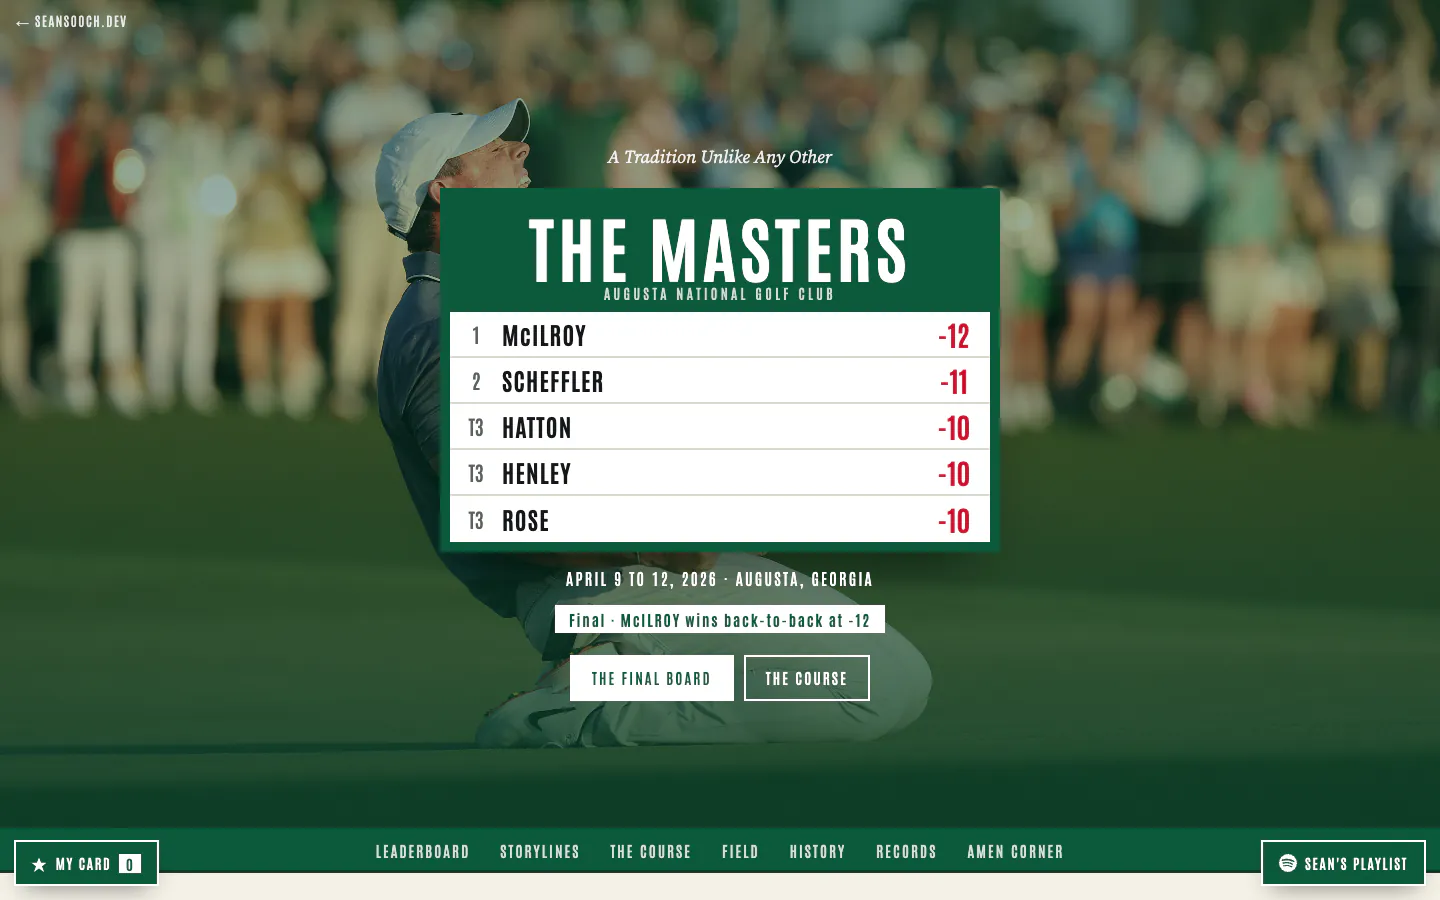 ← SEANSOOCH.DEV
A Tradition Unlike Any Other
THE MASTERS
AUGUSTA NATIONAL GOLF CLUB
1 McILROY -12
2 SCHEFFLER -11
T3 HATTON -10
T3 HENLEY -10
T3 ROSE -10
APRIL 9 TO 12, 2026 · AUGUSTA, GEORGIA
Final · McILROY wins back-to-back at -12
THE FINAL BOARD THE COURSE
LEADERBOARD STORYLINES THE COURSE FIELD HISTORY RECORDS AMEN CORNER
★ MY CARD 0
SEAN'S PLAYLIST